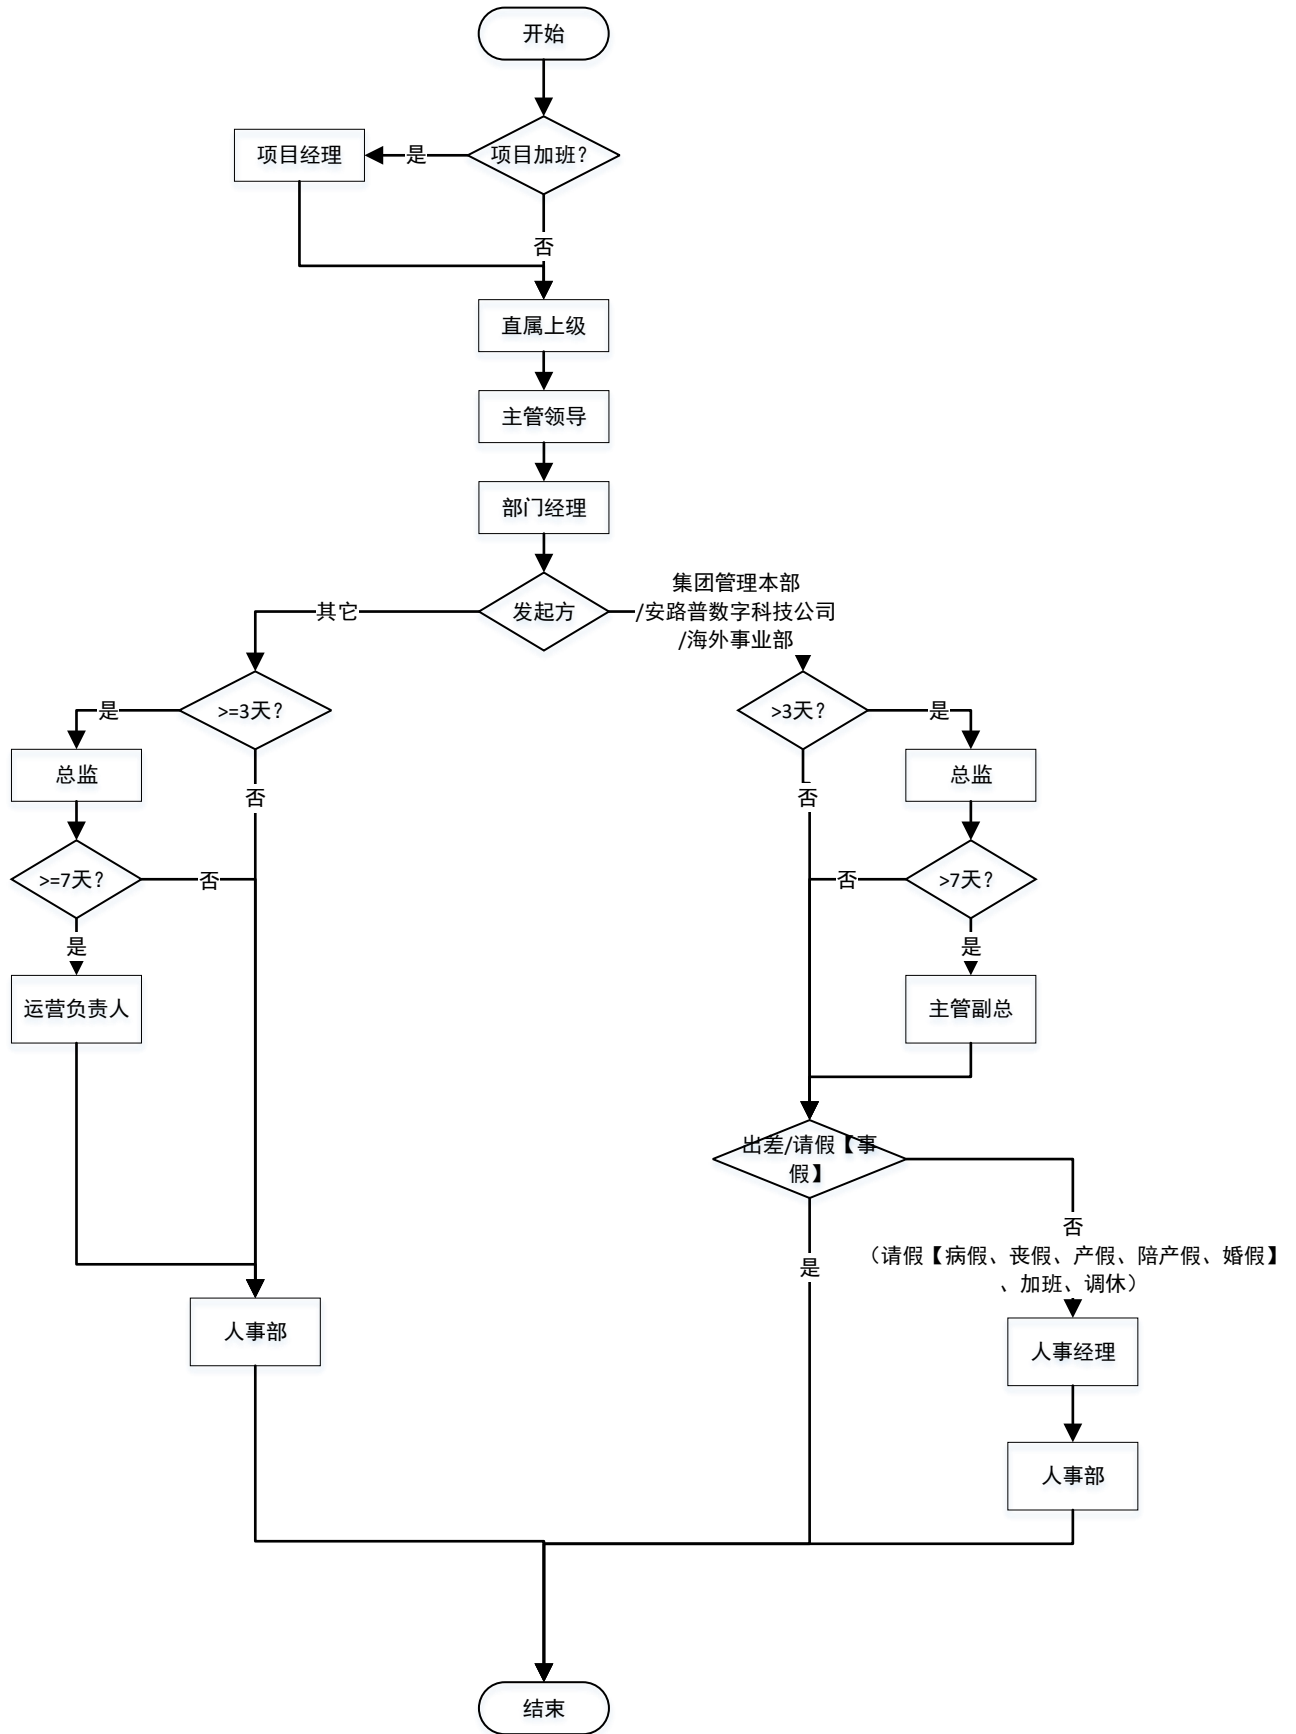 开始
项目加班？
是
项目经理
否
直属上级
主管领导
部门经理
发起方
其它
集团管理本部
/安路普数字科技公司
/海外事业部
>=3天？
是
总监
否
>=7天？
否
是
运营负责人
人事部
>3天？
是
总监
否
>7天？
否
是
主管副总
出差/请假【事
假】
否
（请假【病假、丧假、产假、陪产假、婚假】
、加班、调休）
是
人事经理
人事部
结束